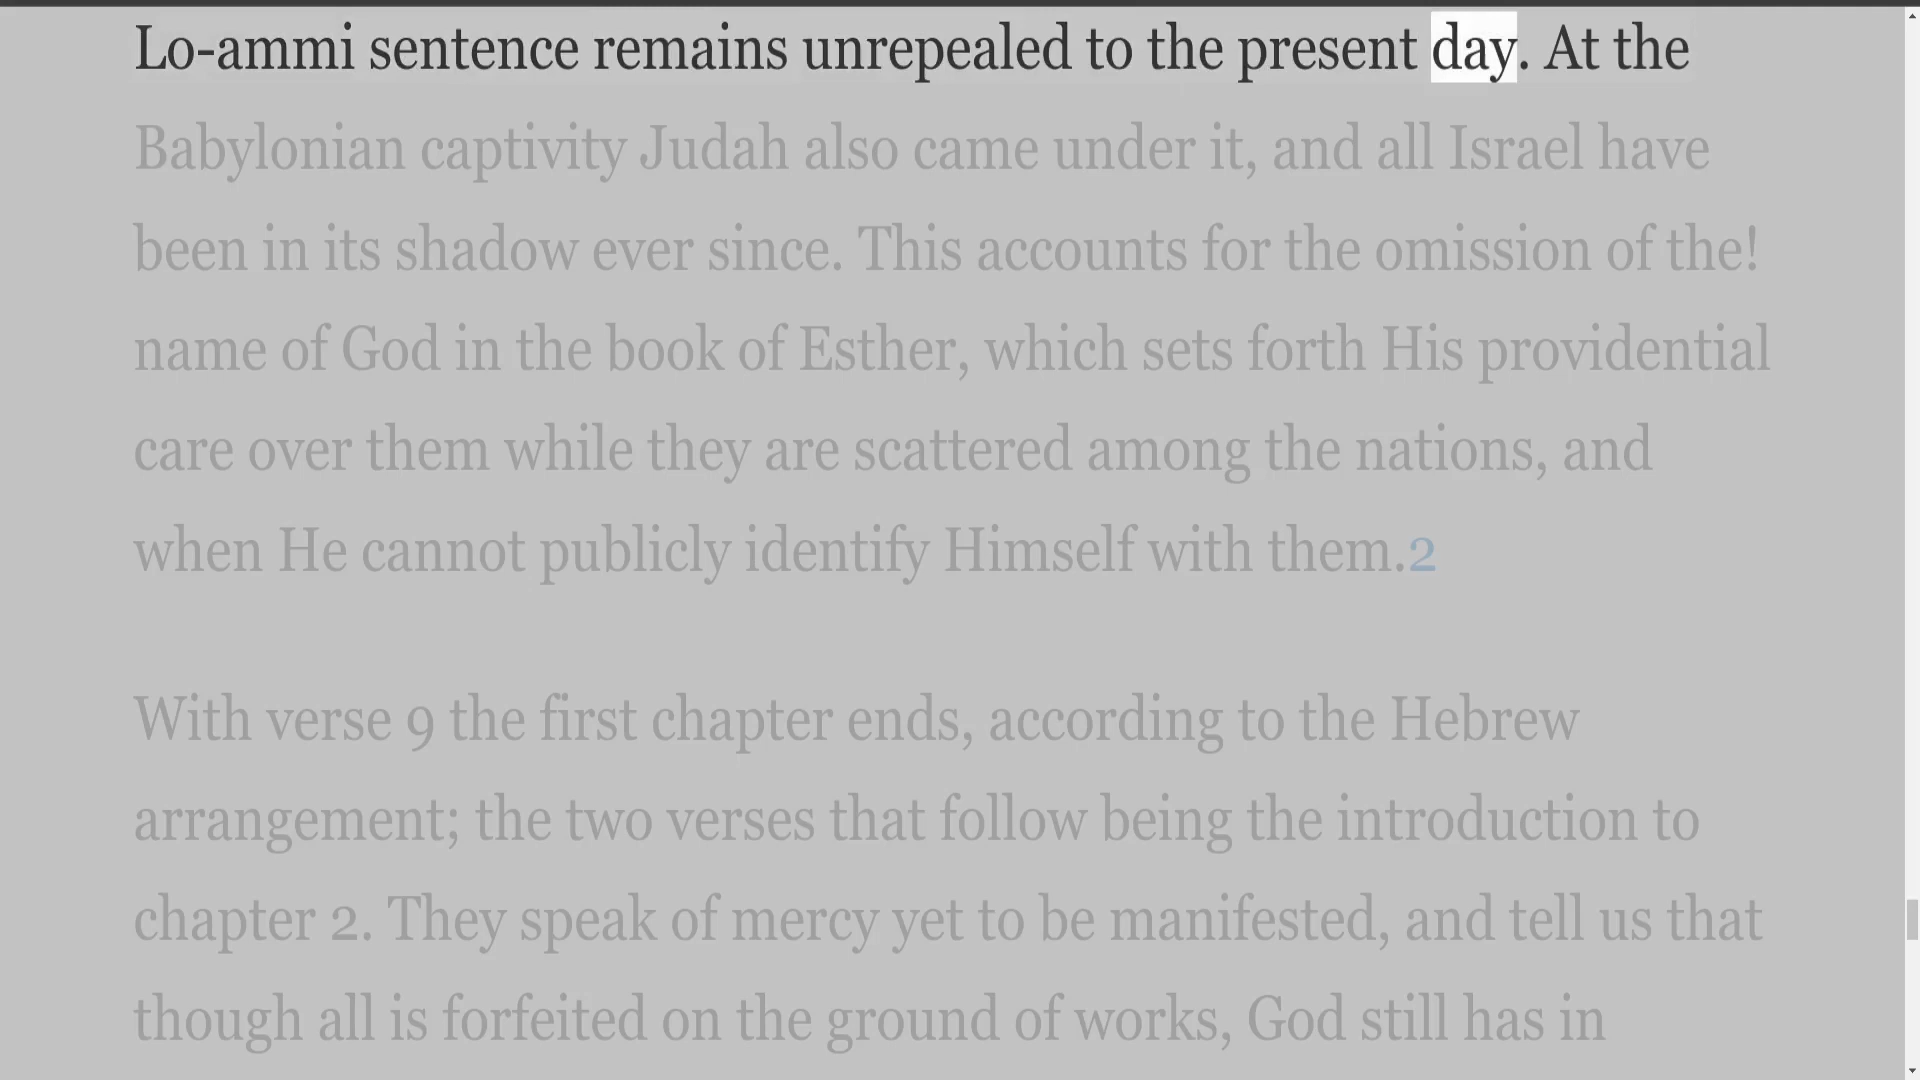 Lo-ammi sentence remains unrepealed to the present day. At the
Babylonian captivity Judah also came under it, and all Israel have
been in its shadow ever since. This accounts for the omission of the!
name of God in the book of Esther, which sets forth His providential
care over them while they are scattered among the nations, and
when He cannot publicly identify Himself with them.2
With verse 9 the first chapter ends, according to the Hebrew
arrangement; the two verses that follow being the introduction to
chapter 2. They speak of mercy yet to be manifested, and tell us that
though all is forfeited on the ground of works, God still has in